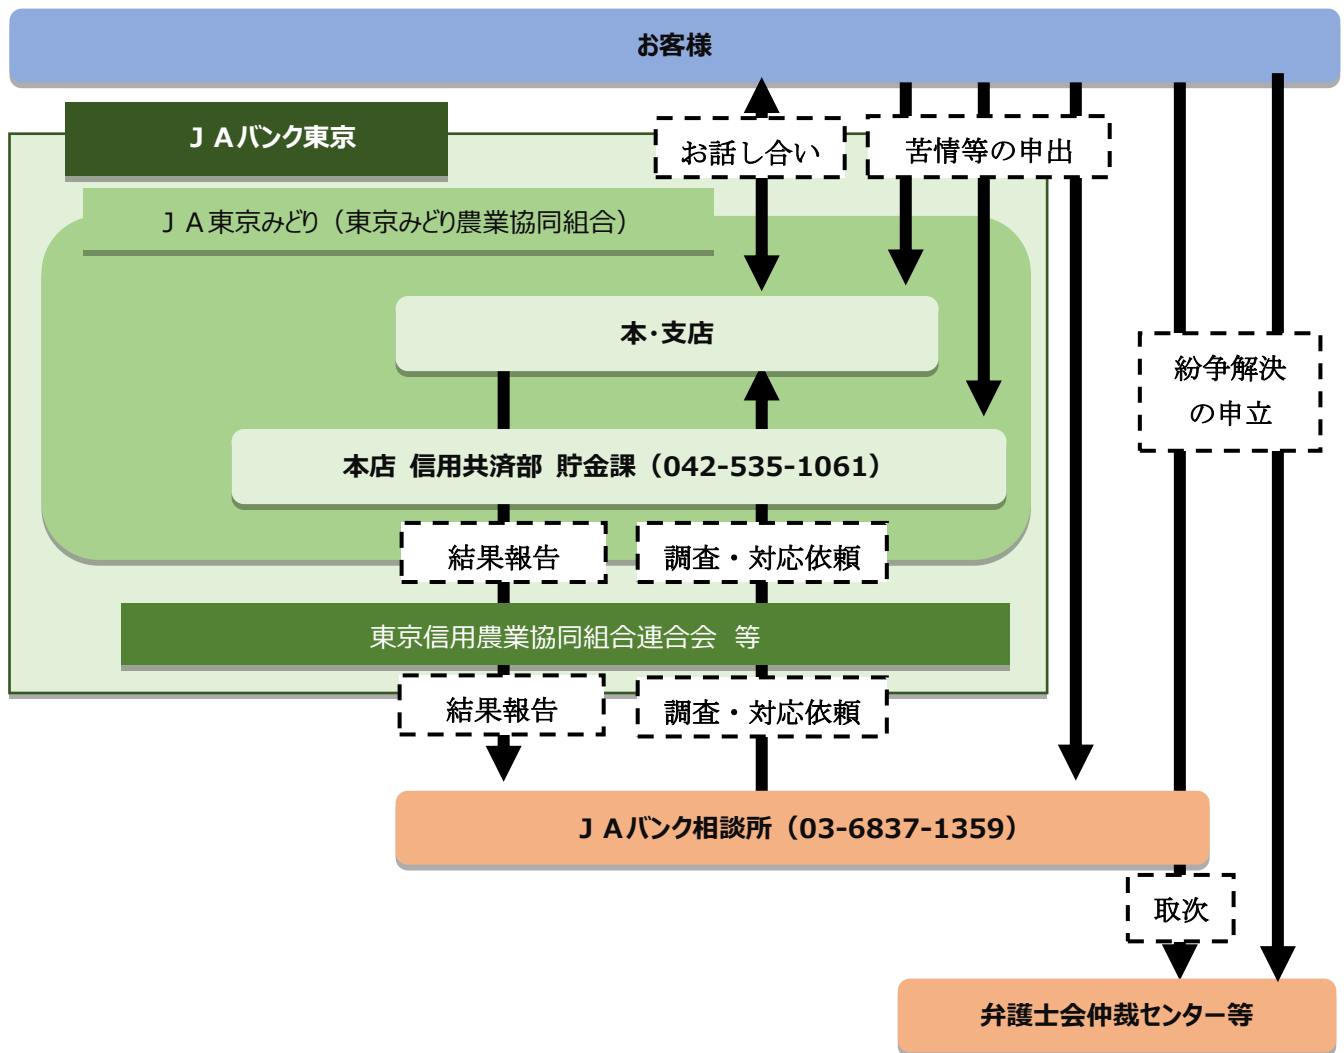 お客様
ＪＡバンク東京
お話し合い
苦情等の申出
ＪＡ東京みどり（東京みどり農業協同組合）
本・支店
紛争解決
の申立
本店 信用共済部 貯金課（042-535-1061）
結果報告
調査・対応依頼
東京信用農業協同組合連合会 等
結果報告
調査・対応依頼
ＪＡバンク相談所（03-6837-1359）
取次
弁護士会仲裁センター等